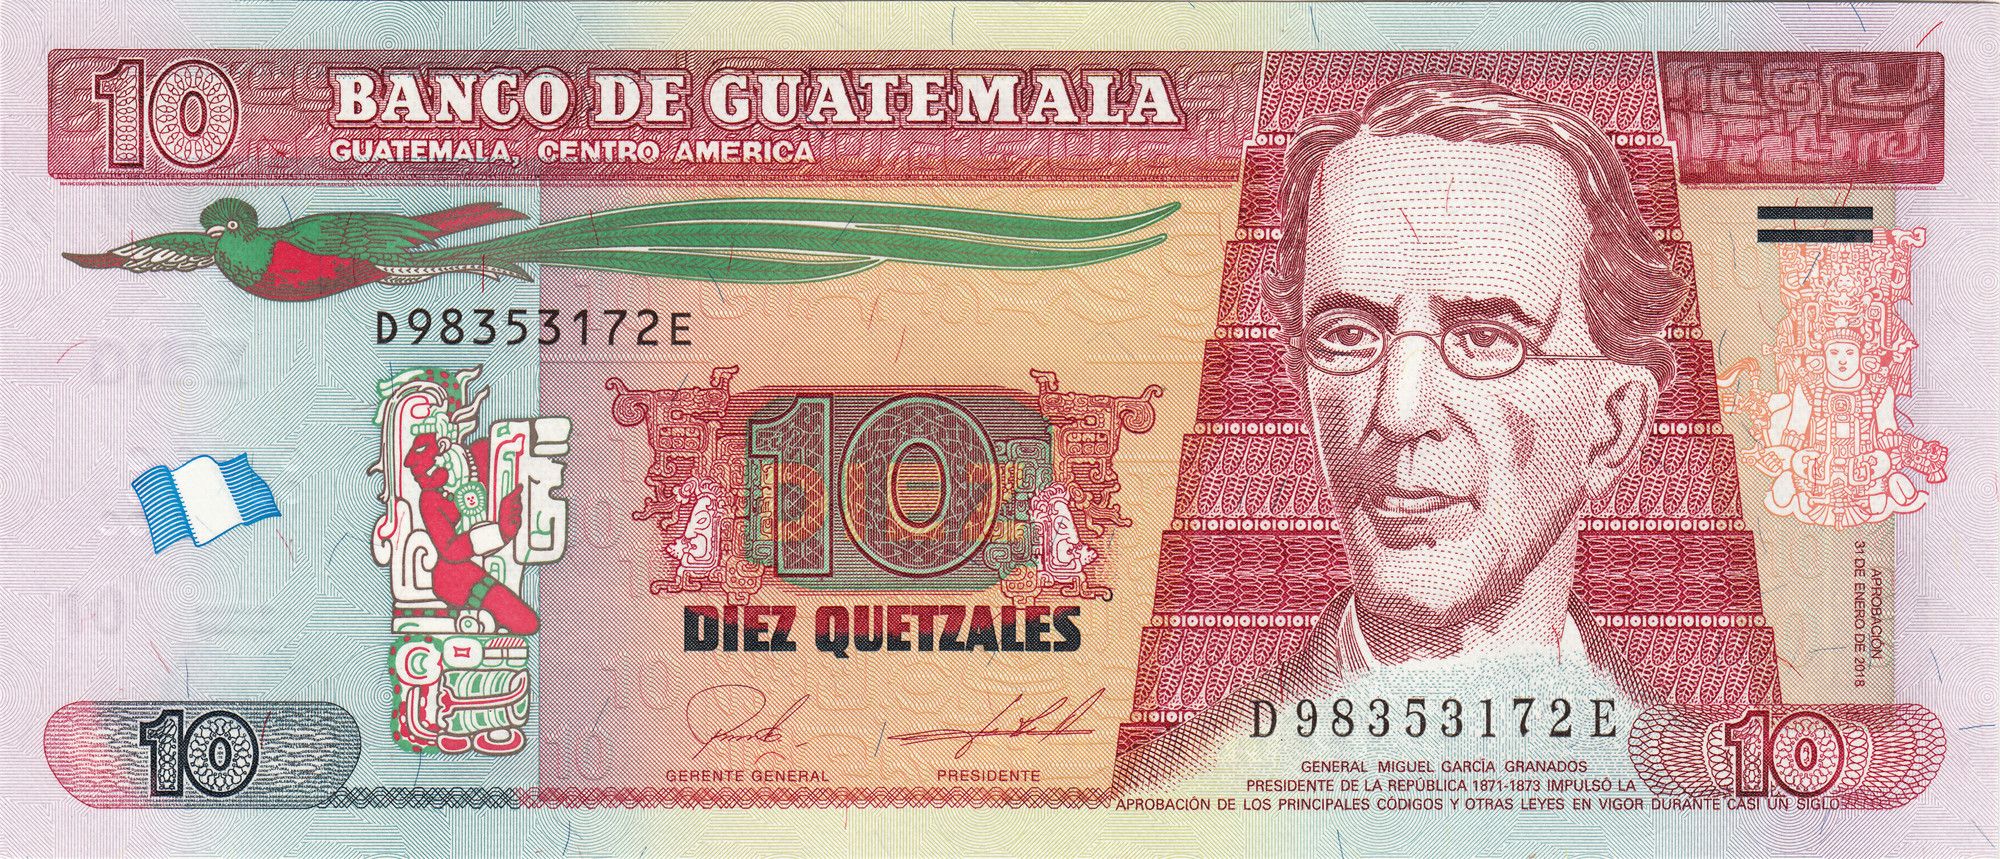 10
BANCO DE GUATEMALA
GUATEMALA, CENTRO AMERICA
D98353172E
10
DIEZ
DIEZ QUETZALES
APROBACIÓN
31 DE ENERO DE 2018
10
GERENTE GENERAL
PRESIDENTE
D98353172E
GENERAL MIGUEL GARCÍA GRANADOS
PRESIDENTE DE LA REPÚBLICA 1871-1873 IMPULSÓ LA
APROBACIÓN DE LOS PRINCIPALES CÓDIGOS Y OTRAS LEYES EN VIGOR DURANTE CASI UN SIGLO
10